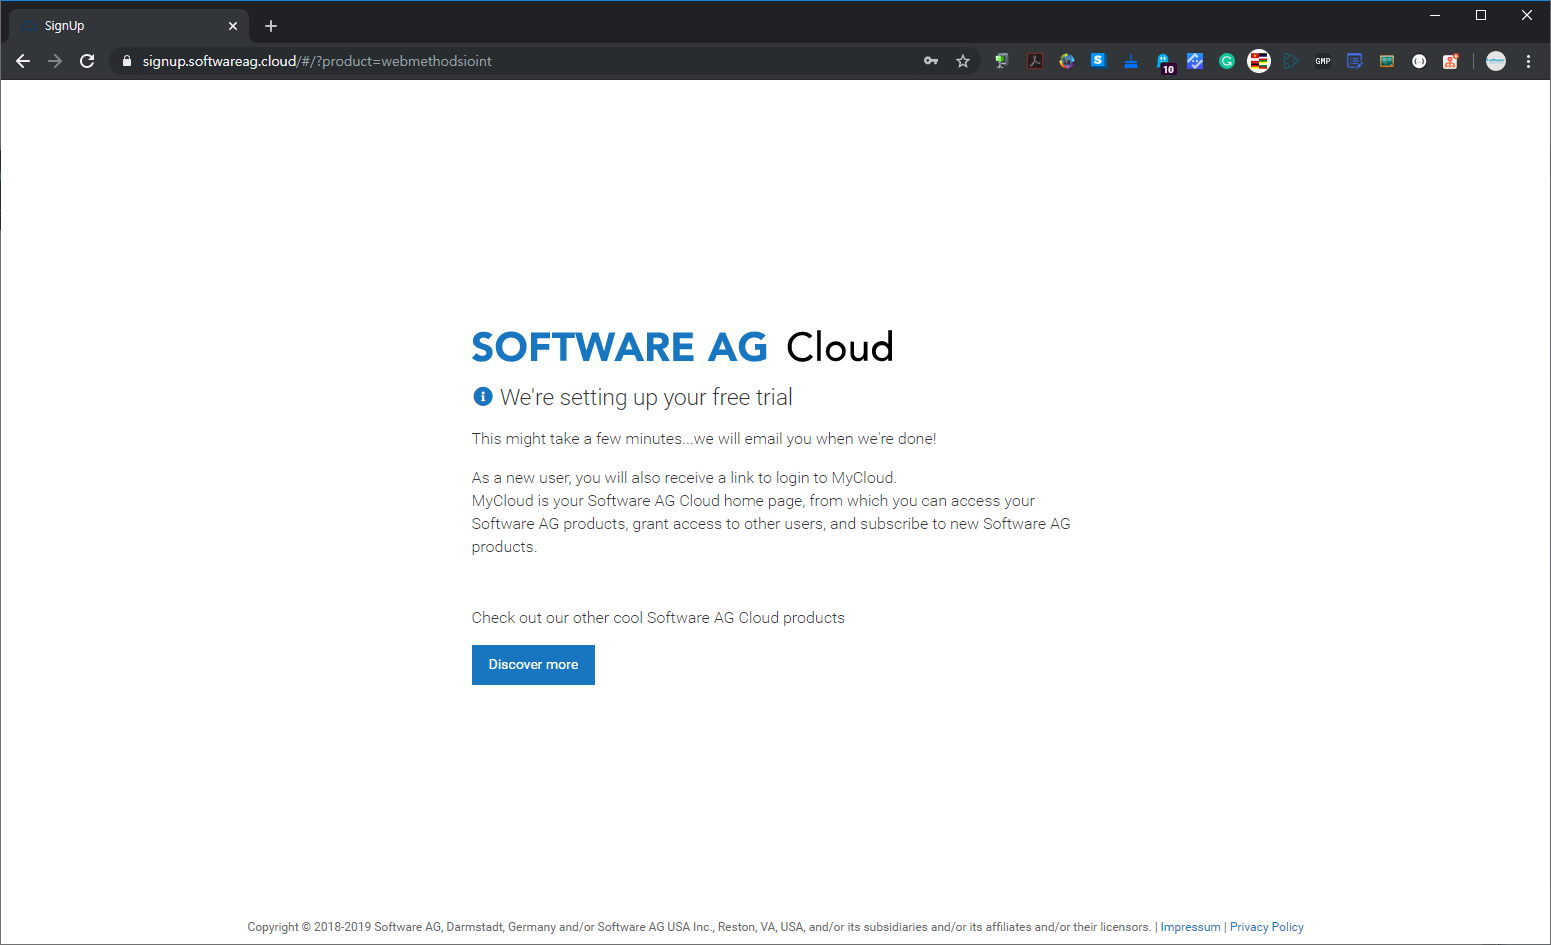 SignUp
signup.softwareag.cloud/#/?product=webmethodsioint
S
10
G
GMP
SOFTWARE AG Cloud
We're setting up your free trial
This might take a few minutes...we will email you when we're done!
As a new user, you will also receive a link to login to MyCloud.
MyCloud is your Software AG Cloud home page, from which you can access your
Software AG products, grant access to other users, and subscribe to new Software AG
products.
Check out our other cool Software AG Cloud products
Discover more
Copyright © 2018-2019 Software AG, Darmstadt, Germany and/or Software AG USA Inc., Reston, VA, USA, and/or its subsidiaries and/or its affiliates and/or their licensors. | Impressum | Privacy Policy